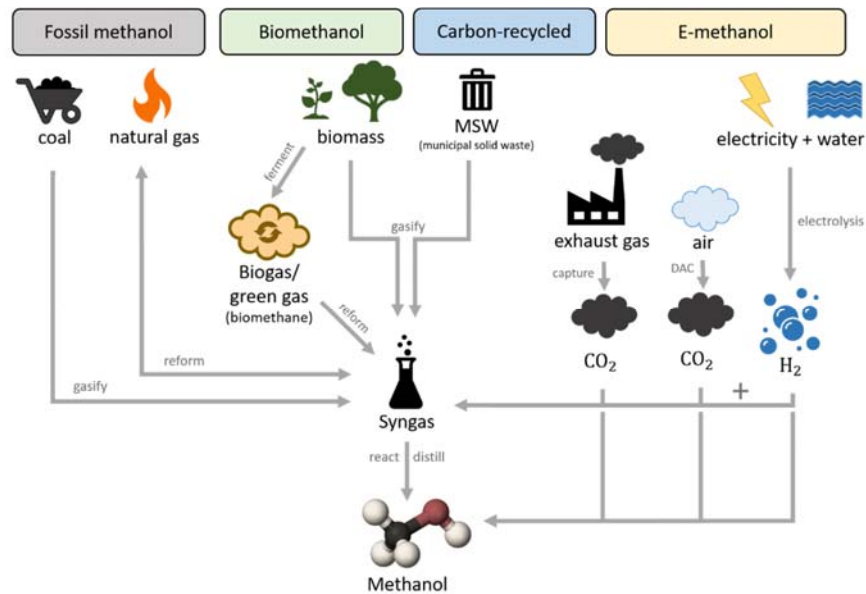 Fossil methanol
Biomethanol
Carbon-recycled
E-methanol
coal
natural gas
biomass
MSW
(municipal solid waste)
electricity + water
ferment
gasify
exhaust gas
air
electrolysis
Biogas/
green gas
(biomethane)
capture
DAC
reform
CO₂
CO₂
H₂
reform
gasify
+
Syngas
react
distill
Methanol